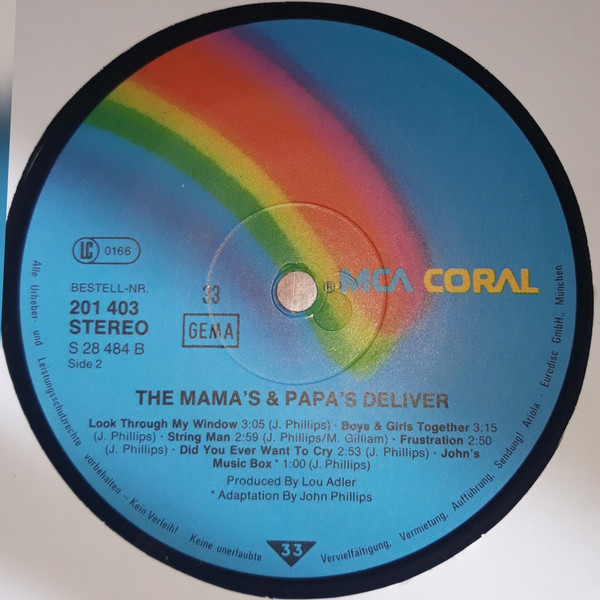 LC 0166
BESTELL-NR.
201 403
STEREO
S 28 484 B
Side 2
33
GEMA
® MCA CORAL
THE MAMA'S & PAPA'S DELIVER
Look Through My Window 3:05 (J. Phillips) · Boys & Girls Together 3:15
(J. Phillips) · String Man 2:59 (J. Phillips/M. Gilliam) · Frustration 2:50
(J. Phillips) · Did You Ever Want To Cry 2:53 (J. Phillips) · John's
Music Box * 1:00 (J. Phillips)
Produced By Lou Adler
* Adaptation By John Phillips
33
Alle Urheber- und Leistungsschutzrechte vorbehalten – Kein Verleih! Keine unerlaubte Vervielfältigung, Vermietung, Aufführung, Sendung! Ariola - Eurodisc GmbH., München